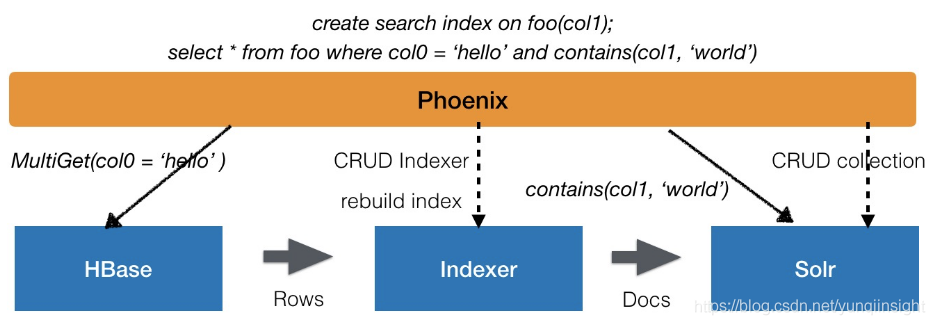 create search index on foo(col1);
select * from foo where col0 = ‘hello’ and contains(col1, ‘world’)
Phoenix
MultiGet(col0 = ‘hello’ )
CRUD Indexer
CRUD collection
rebuild index
contains(col1, ‘world’)
HBase
Indexer
Solr
Rows
Docs
https://blog.csdn.net/yunqiinsight